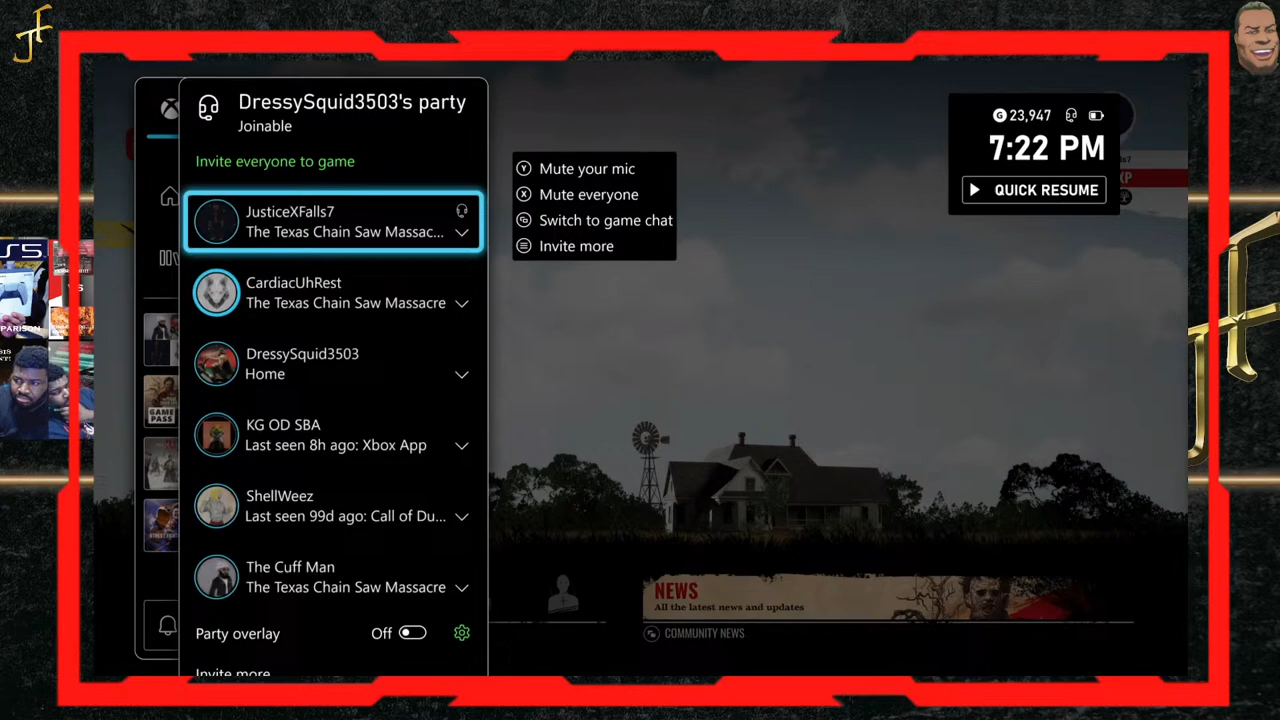 DressySquid3503's party
Joinable
Invite everyone to game
JusticeXFalls7
The Texas Chain Saw Massac...
CardiacUhRest
The Texas Chain Saw Massacre
DressySquid3503
Home
KG OD SBA
Last seen 8h ago: Xbox App
ShellWeez
Last seen 99d ago: Call of Du...
The Cuff Man
The Texas Chain Saw Massacre
Party overlay
Off
Invite more
Y Mute your mic
X Mute everyone
Switch to game chat
Invite more
G 23,947
7:22 PM
QUICK RESUME
XP
NEWS
All the latest news and updates
COMMUNITY NEWS
GAME PASS
JF